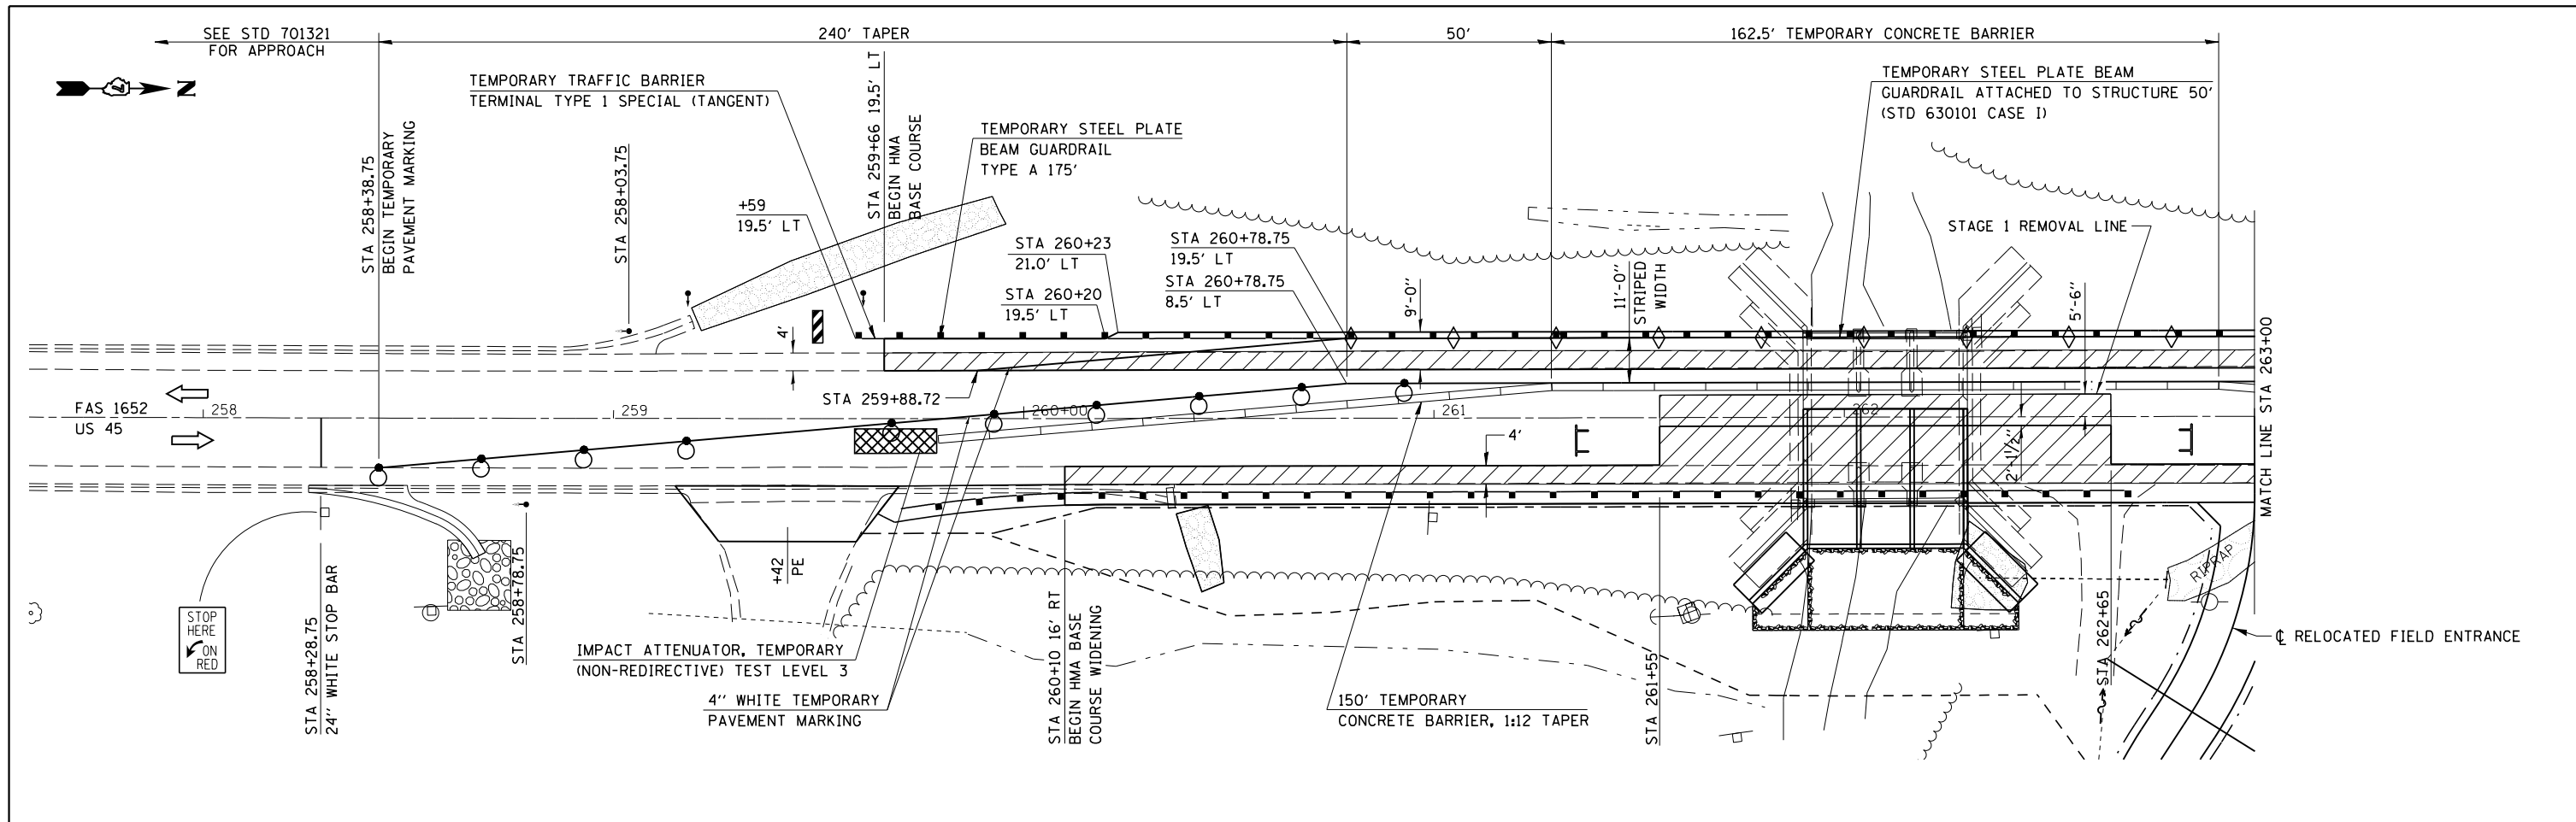 SEE STD 701321
FOR APPROACH
240' TAPER
50'
162.5' TEMPORARY CONCRETE BARRIER
N
TEMPORARY TRAFFIC BARRIER
TERMINAL TYPE 1 SPECIAL (TANGENT)
STA 258+38.75
BEGIN TEMPORARY
PAVEMENT MARKING
STA 258+03.75
+59
19.5' LT
STA 259+66 19.5' LT
BEGIN HMA
BASE COURSE
TEMPORARY STEEL PLATE
BEAM GUARDRAIL
TYPE A 175'
STA 260+23
21.0' LT
STA 260+20
19.5' LT
STA 260+78.75
19.5' LT
STA 260+78.75
8.5' LT
9'-0"
11'-0"
STRIPED
WIDTH
TEMPORARY STEEL PLATE BEAM
GUARDRAIL ATTACHED TO STRUCTURE 50'
(STD 630101 CASE I)
STAGE 1 REMOVAL LINE
5'-6"
MATCH LINE STA 263+00
4'
STA 259+88.72
FAS 1652
US 45
258
259
260+00
261
262
4'
2'-1½"
STOP
HERE
ON
RED
STA 258+28.75
24" WHITE STOP BAR
STA 258+78.75
+42
PE
IMPACT ATTENUATOR, TEMPORARY
(NON-REDIRECTIVE) TEST LEVEL 3
4" WHITE TEMPORARY
PAVEMENT MARKING
STA 260+10 16' RT
BEGIN HMA BASE
COURSE WIDENING
150' TEMPORARY
CONCRETE BARRIER, 1:12 TAPER
STA 261+55
STA 262+65
RIPRAP
℄ RELOCATED FIELD ENTRANCE